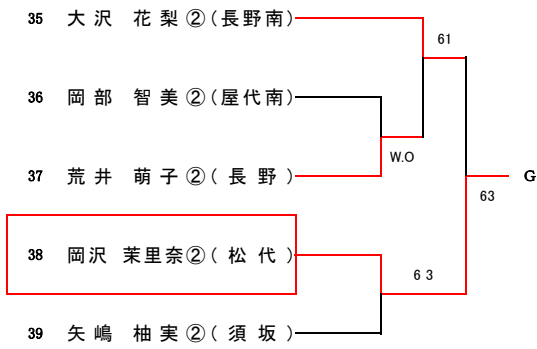 35 大沢 花梨②(長野南)
61
36 岡部 智美②(屋代南)
W.O
37 荒井 萌子②(長野)
G
63
38 岡沢 茉里奈②(松代)
6 3
39 矢嶋 柚実②(須坂)